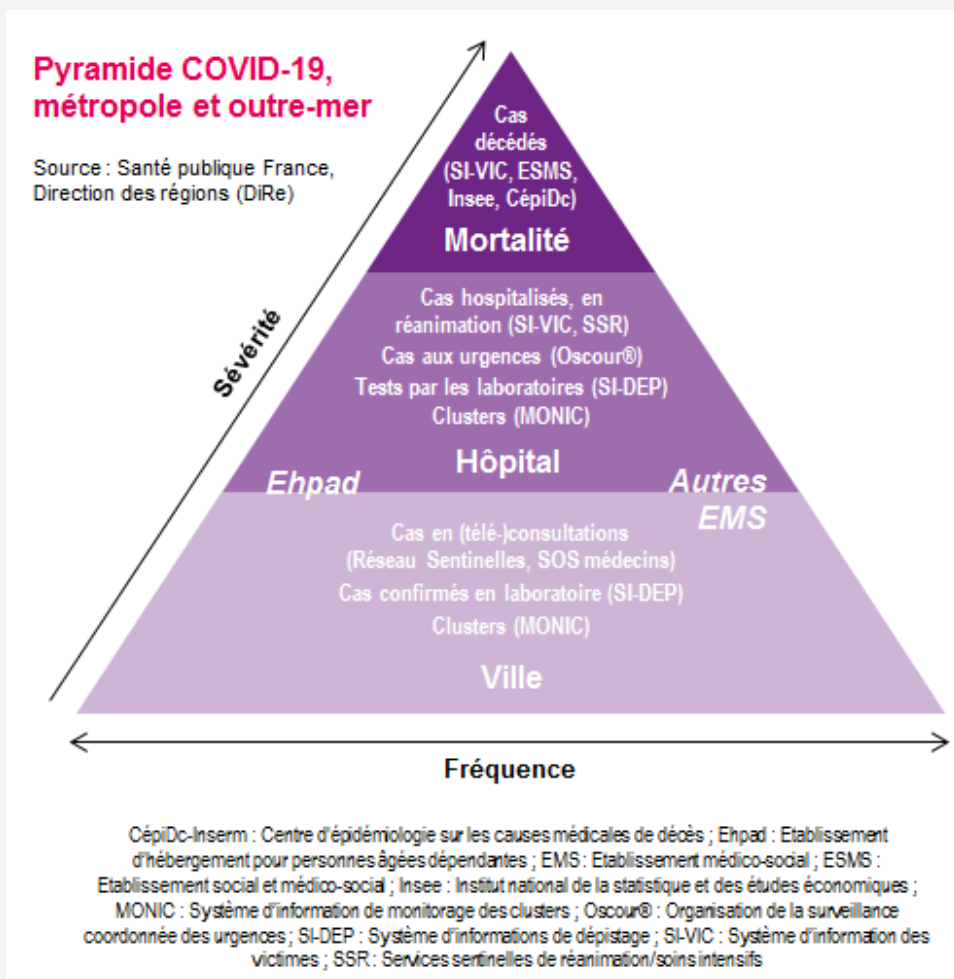 Pyramide COVID-19,
métropole et outre-mer
Source : Santé publique France,
Direction des régions (DiRe)
Sévérité
Cas
décédés
(SI-VIC, ESMS,
Insee, CépiDc)
Mortalité
Cas hospitalisés, en
réanimation (SI-VIC, SSR)
Cas aux urgences (Oscour®)
Tests par les laboratoires (SI-DEP)
Clusters (MONIC)
Hôpital
Ehpad
Autres
EMS
Cas en (télé-)consultations
(Réseau Sentinelles, SOS médecins)
Cas confirmés en laboratoire (SI-DEP)
Clusters (MONIC)
Ville
Fréquence
CépiDc-Inserm : Centre d'épidémiologie sur les causes médicales de décès ; Ehpad : Etablissement
d'hébergement pour personnes âgées dépendantes ; EMS : Etablissement médico-social ; ESMS :
Etablissement social et médico-social ; Insee : Institut national de la statistique et des études économiques ;
MONIC : Système d'information de monitorage des clusters ; Oscour® : Organisation de la surveillance
coordonnée des urgences ; SI-DEP : Système d'informations de dépistage ; SI-VIC : Système d'information des
victimes ; SSR : Services sentinelles de réanimation/soins intensifs